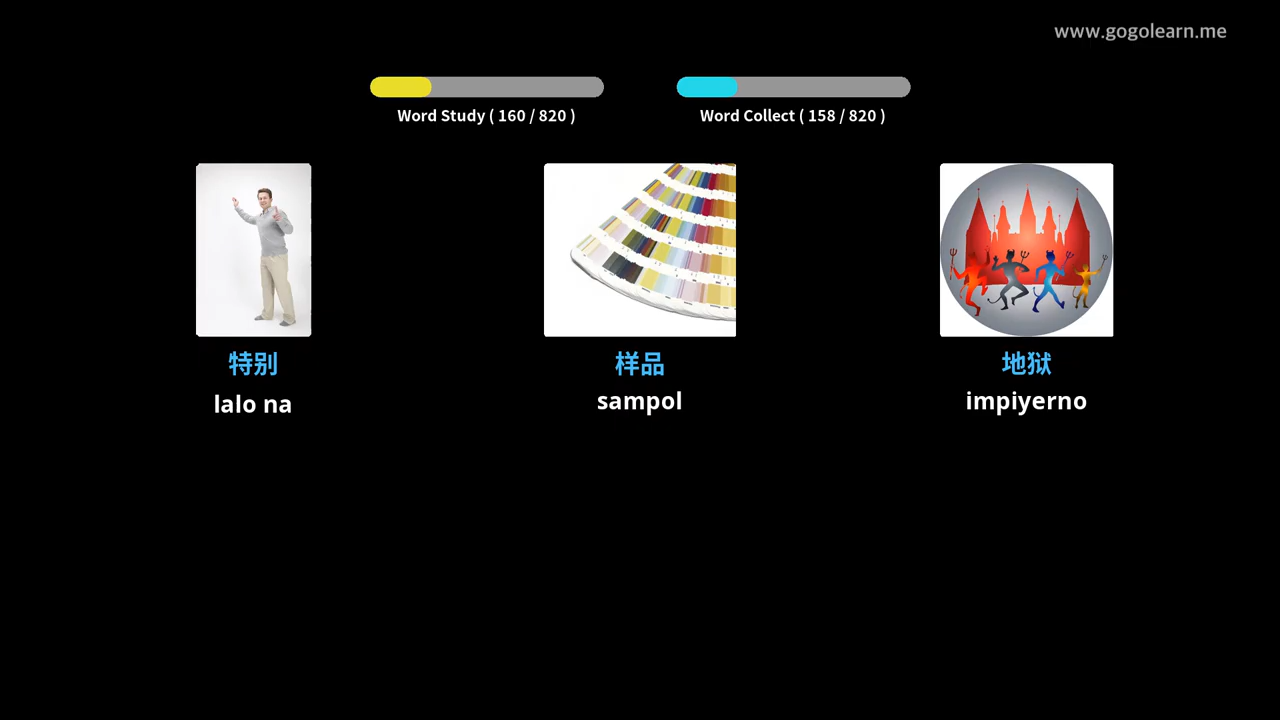 www.gogolearn.me
Word Study ( 160 / 820 )
Word Collect ( 158 / 820 )
特别
样品
地狱
lalo na
sampol
impiyerno